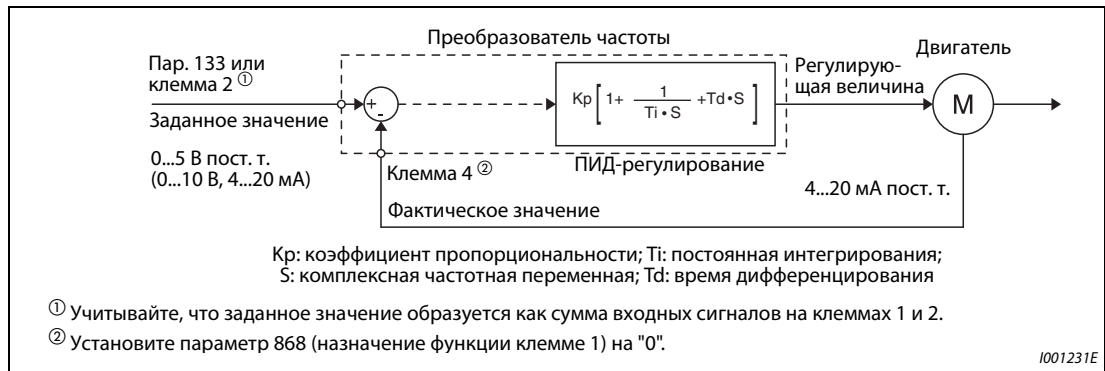 Преобразователь частоты
Двигатель
Пар. 133 или
клемма 2 ①
Заданное значение
0...5 В пост. т.
(0...10 В, 4...20 мА)
+
-
Kp [ 1+ 1 / Ti • S +Td•S ]
ПИД-регулирование
Регулирую-
щая величина
M
Клемма 4 ②
4...20 мА пост. т.
Фактическое значение
Kp: коэффициент пропорциональности; Ti: постоянная интегрирования;
S: комплексная частотная переменная; Td: время дифференцирования
① Учитывайте, что заданное значение образуется как сумма входных сигналов на клеммах 1 и 2.
② Установите параметр 868 (назначение функции клемме 1) на "0".
I001231E